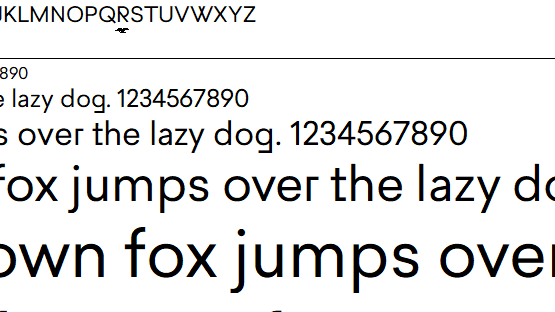 JKLMNOPQRSTUVWXYZ
890
e lazy dog. 1234567890
s over the lazy dog. 1234567890
fox jumps over the lazy do
own fox jumps over